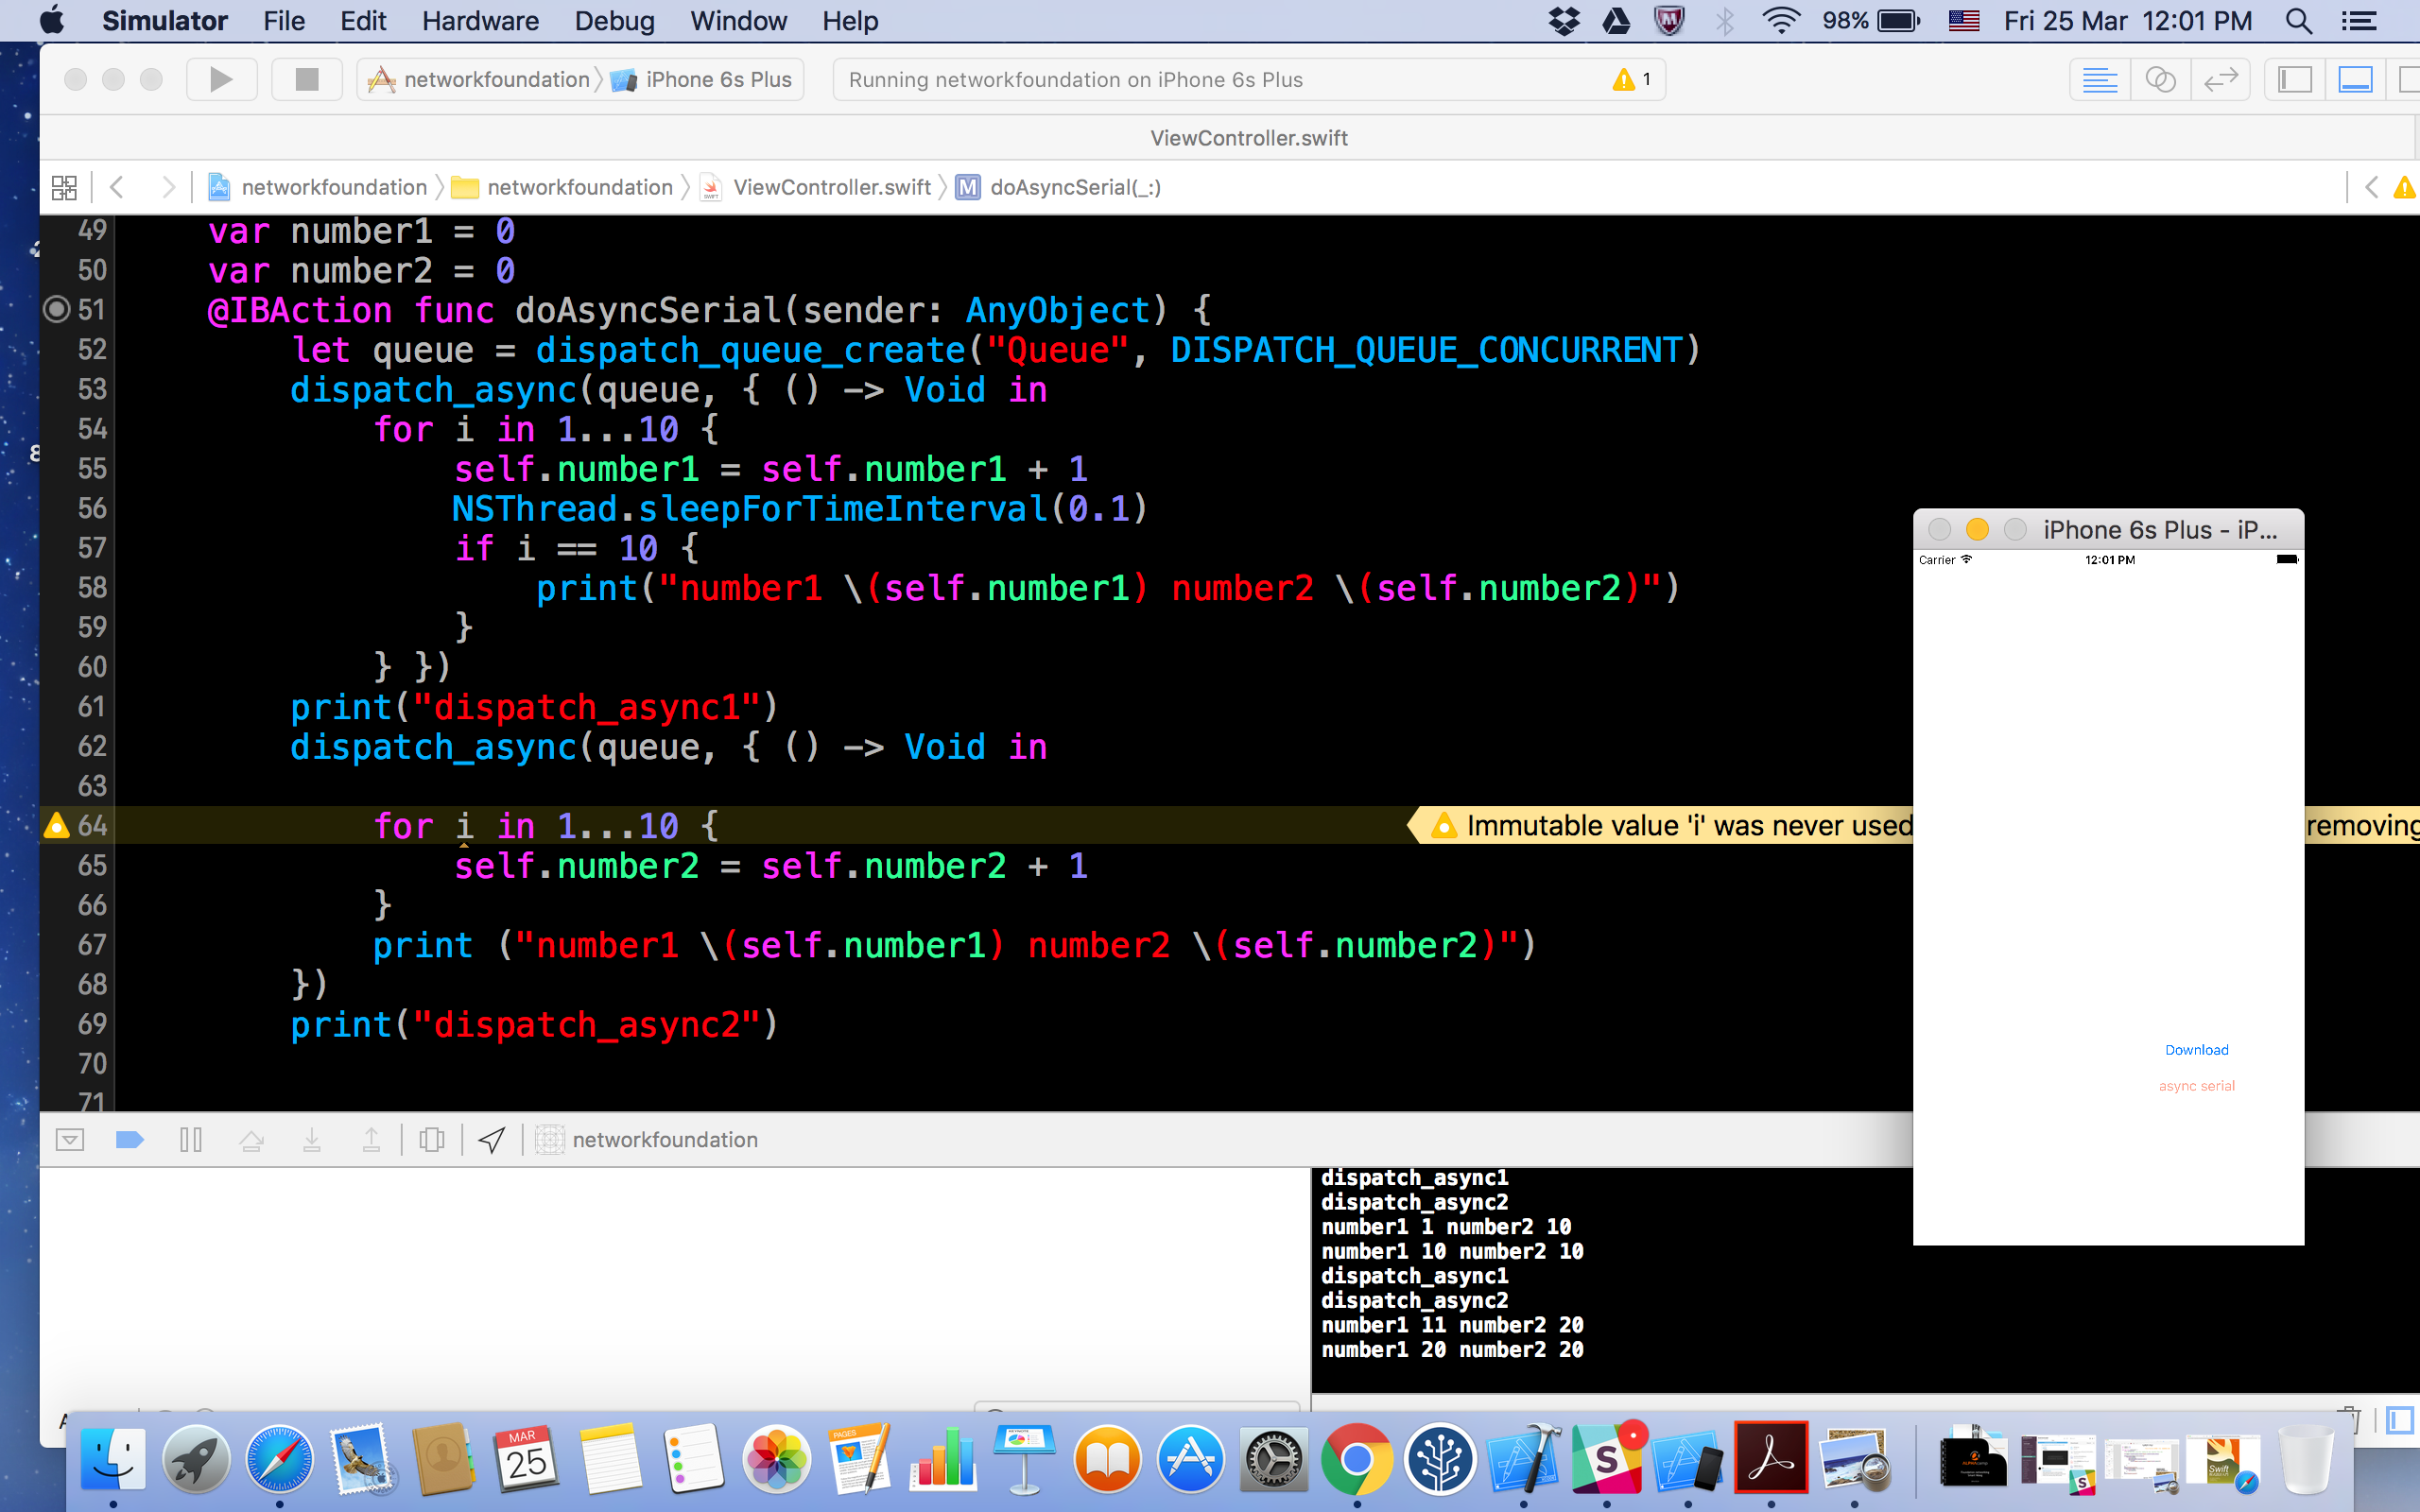 Simulator File Edit Hardware Debug Window Help 98% Fri 25 Mar 12:01 PM
networkfoundation iPhone 6s Plus Running networkfoundation on iPhone 6s Plus 1
ViewController.swift
networkfoundation networkfoundation ViewController.swift M doAsyncSerial(_:)
49 var number1 = 0
50 var number2 = 0
51 @IBAction func doAsyncSerial(sender: AnyObject) {
52 let queue = dispatch_queue_create("Queue", DISPATCH_QUEUE_CONCURRENT)
53 dispatch_async(queue, { () -> Void in
54 for i in 1...10 {
55 self.number1 = self.number1 + 1
56 NSThread.sleepForTimeInterval(0.1)
57 if i == 10 {
58 print("number1 \(self.number1) number2 \(self.number2)")
59 }
60 } })
61 print("dispatch_async1")
62 dispatch_async(queue, { () -> Void in
63
64 for i in 1...10 { Immutable value 'i' was never used removing
65 self.number2 = self.number2 + 1
66 }
67 print ("number1 \(self.number1) number2 \(self.number2)")
68 })
69 print("dispatch_async2")
70
71
iPhone 6s Plus - iP...
Carrier 12:01 PM
Download
async serial
networkfoundation
dispatch_async1
dispatch_async2
number1 1 number2 10
number1 10 number2 10
dispatch_async1
dispatch_async2
number1 11 number2 20
number1 20 number2 20
MAR
25
PAGES